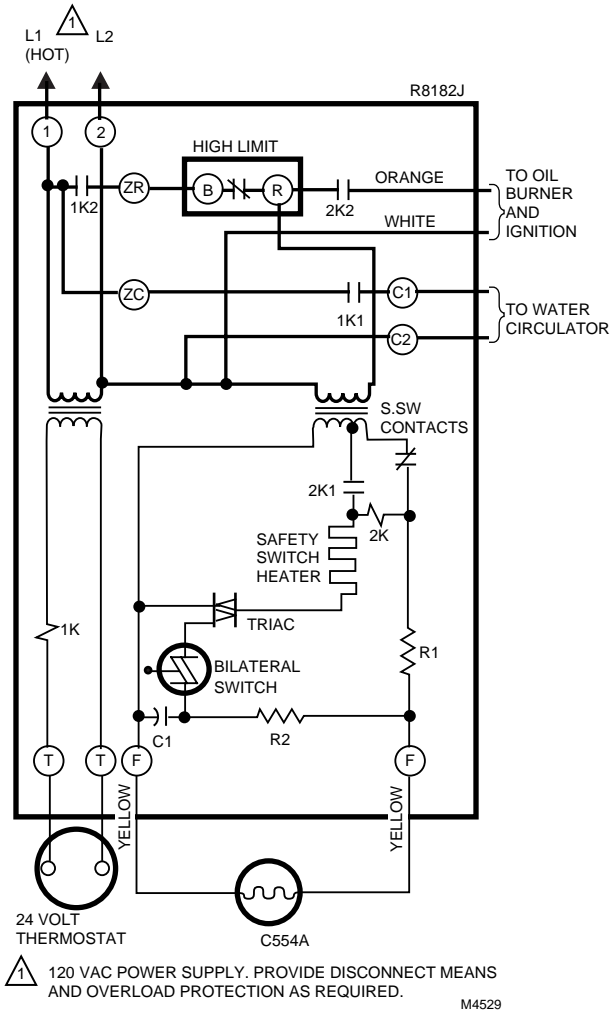 L1
(HOT)
1
L2
R8182J
1
2
HIGH LIMIT
1K2
ZR
B
R
2K2
ORANGE
WHITE
TO OIL
BURNER
AND
IGNITION
ZC
1K1
C1
C2
TO WATER
CIRCULATOR
S.SW
CONTACTS
2K1
2K
SAFETY
SWITCH
HEATER
TRIAC
1K
R1
BILATERAL
SWITCH
C1
R2
T
T
F
F
YELLOW
YELLOW
24 VOLT
THERMOSTAT
C554A
1
120 VAC POWER SUPPLY. PROVIDE DISCONNECT MEANS
AND OVERLOAD PROTECTION AS REQUIRED.
M4529